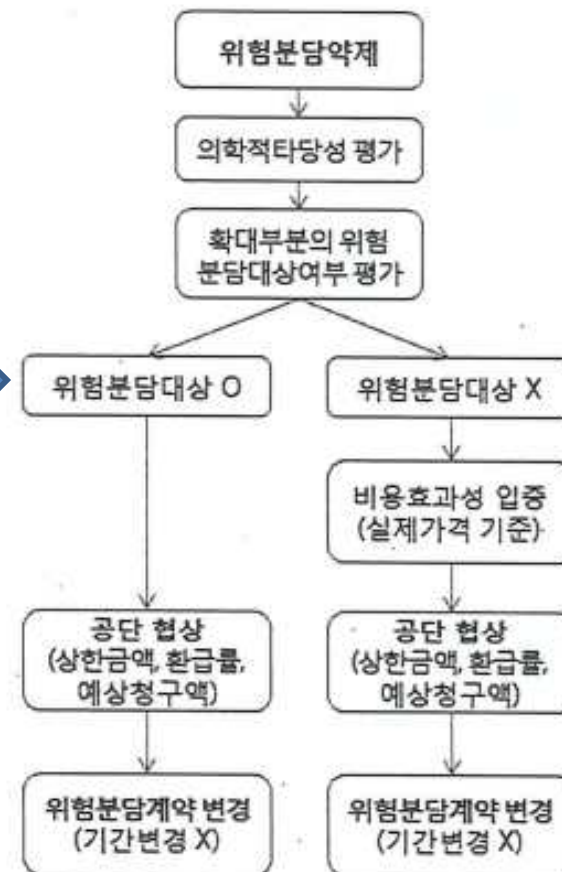 위험분담약제
의학적타당성 평가
확대부분의 위험
분담대상여부 평가
위험분담대상 O
위험분담대상 X
비용효과성 입증
(실제가격 기준)
공단 협상
(상한금액, 환급률,
예상청구액)
공단 협상
(상한금액, 환급률,
예상청구액)
위험분담계약 변경
(기간변경 X)
위험분담계약 변경
(기간변경 X)